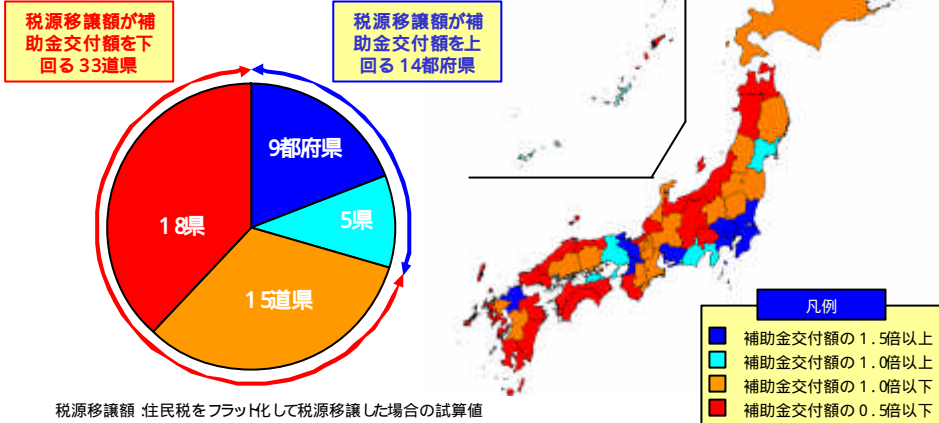 税源移譲額が補
助金交付額を下
回る33道県
税源移譲額が補
助金交付額を上
回る14都府県
9都府県
5県
18県
15道県
税源移譲額:住民税をフラット化して税源移譲した場合の試算値
凡例
補助金交付額の1.5倍以上
補助金交付額の1.0倍以上
補助金交付額の1.0倍以下
補助金交付額の0.5倍以下